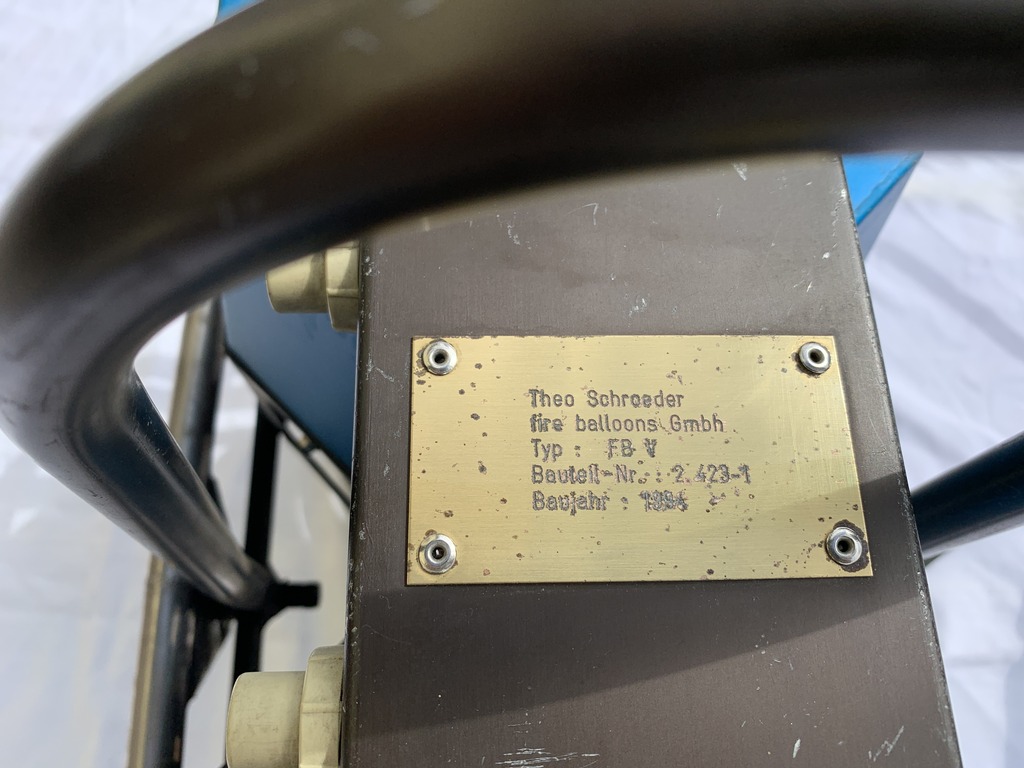 Theo Schroeder
fire balloons Gmbh
Typ : FB V
Bauteil-Nr. : 2.423-1
Baujahr :